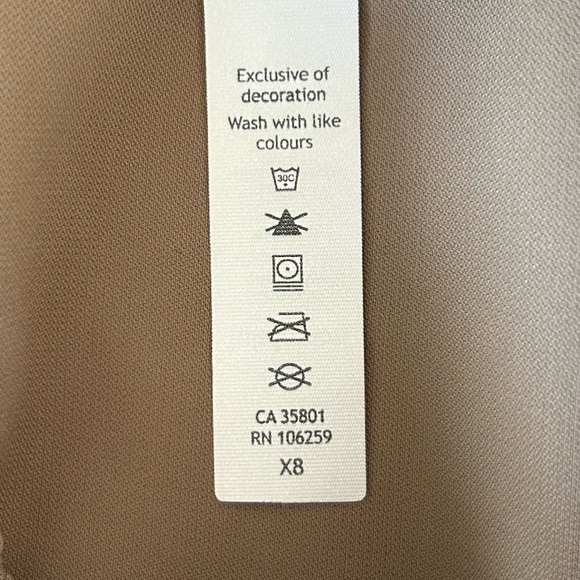 Exclusive of
decoration
Wash with like
colours
30C
CA 35801
RN 106259
X8